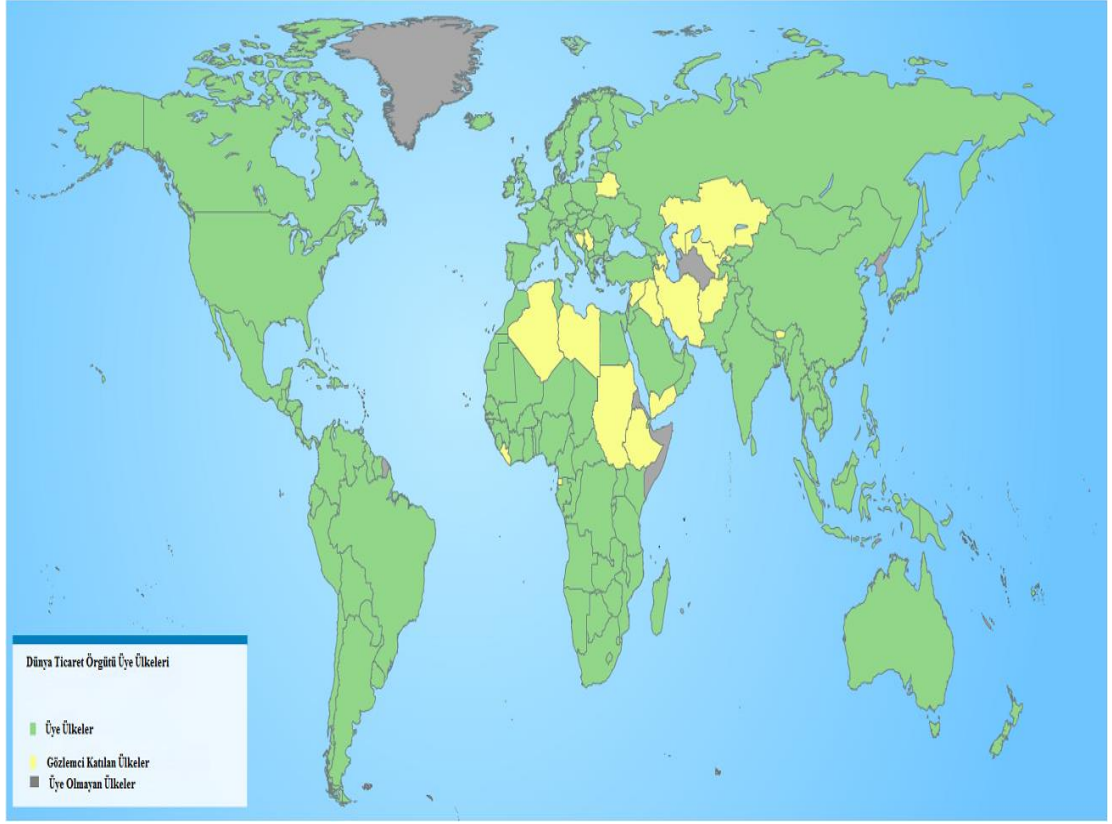 Dünya Ticaret Örgütü Üye Ülkeleri
Üye Ülkeler
Gözlemci Katılan Ülkeler
Üye Olmayan Ülkeler